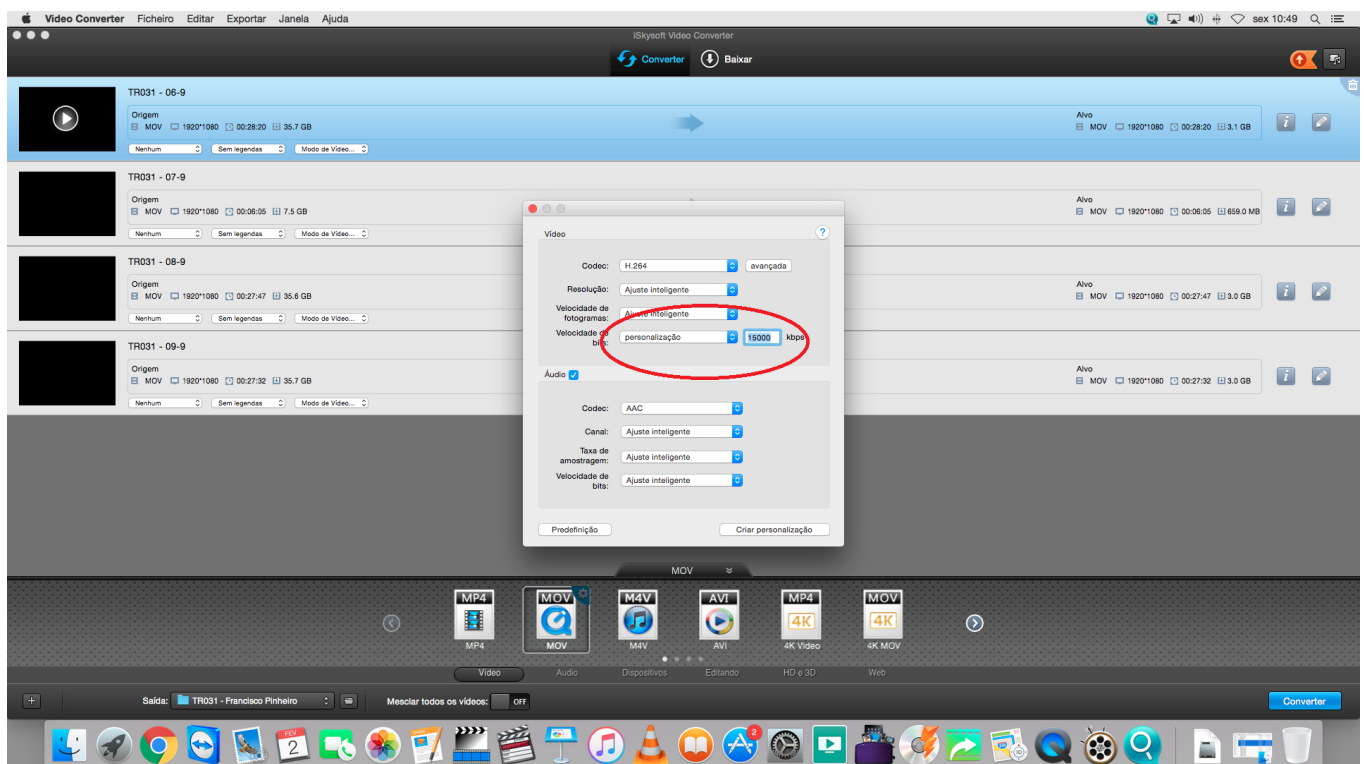 Video Converter Ficheiro Editar Exportar Janela Ajuda sex 10:49
iSkysoft Video Converter
Converter Baixar
TR031 - 06-9
Origem Alvo
MOV 1920*1080 00:28:20 35.7 GB MOV 1920*1080 00:28:20 3.1 GB
Nenhum Sem legendas Modo de Vídeo...
TR031 - 07-9
Origem Alvo
MOV 1920*1080 00:06:05 7.5 GB MOV 1920*1080 00:06:05 659.0 MB
Nenhum Sem legendas Modo de Vídeo...
TR031 - 08-9
Origem Alvo
MOV 1920*1080 00:27:47 35.6 GB MOV 1920*1080 00:27:47 3.0 GB
Nenhum Sem legendas Modo de Vídeo...
TR031 - 09-9
Origem Alvo
MOV 1920*1080 00:27:32 35.7 GB MOV 1920*1080 00:27:32 3.0 GB
Nenhum Sem legendas Modo de Vídeo...
Vídeo ?
Codec: H.264 avançada
Resolução: Ajuste inteligente
Velocidade de fotogramas: Ajuste inteligente
Velocidade de bits: personalização 15000 kbps
Áudio
Codec: AAC
Canal: Ajuste inteligente
Taxa de amostragem: Ajuste inteligente
Velocidade de bits: Ajuste inteligente
Predefinição Criar personalização
MOV
MP4 MOV M4V AVI MP4 MOV
4K 4K
MP4 MOV M4V AVI 4K Video 4K MOV
Vídeo Audio Dispositivos Editando HD e 3D Web
Saída: TR031 - Francisco Pinheiro Mesclar todos os vídeos: OFF Converter
FEV
2
2